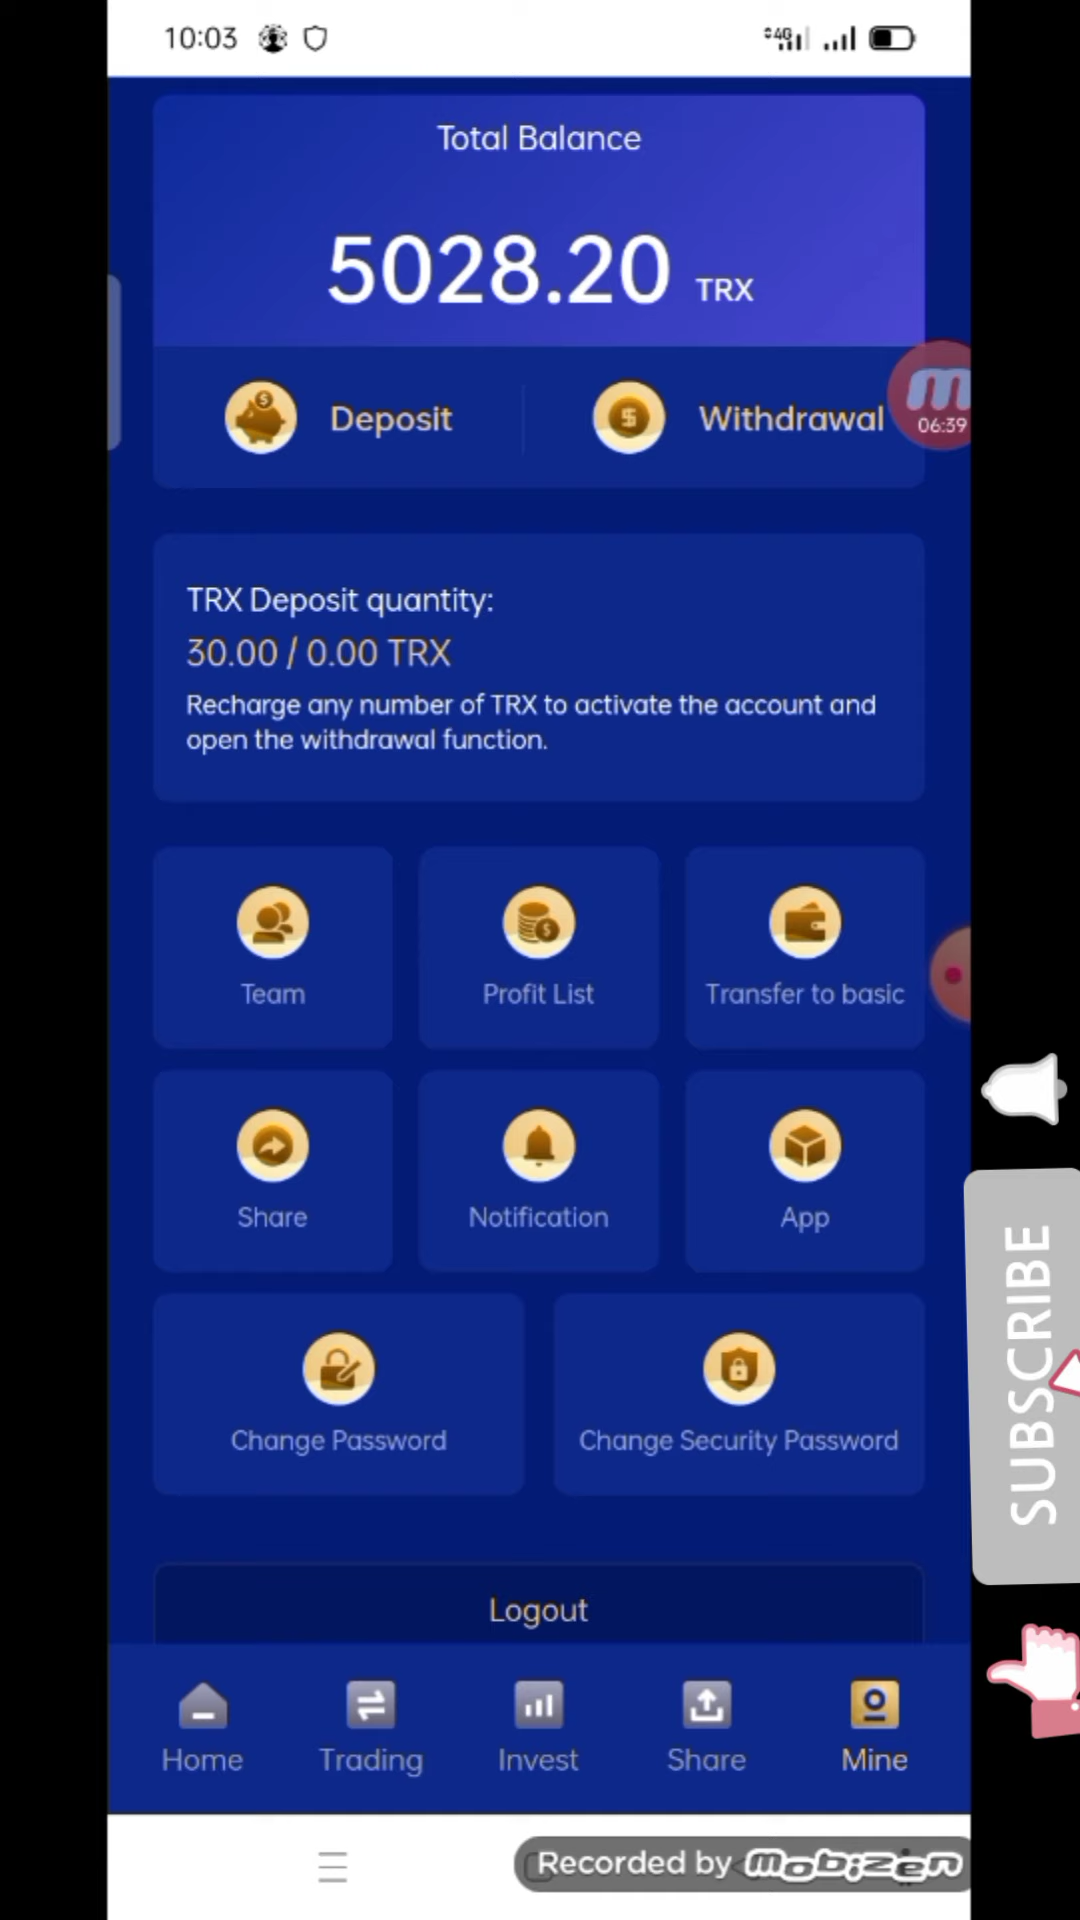 10:03
4G
Total Balance
5028.20 TRX
Deposit
Withdrawal
06:39
TRX Deposit quantity:
30.00 / 0.00 TRX
Recharge any number of TRX to activate the account and
open the withdrawal function.
Team
Profit List
Transfer to basic
Share
Notification
App
SUBSCRIBE
Change Password
Change Security Password
Logout
Home
Trading
Invest
Share
Mine
Recorded by mobizen